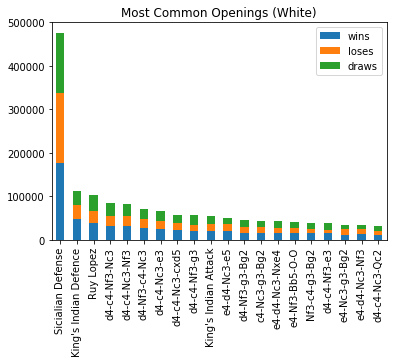 Most Common Openings (White)
500000
400000
300000
200000
100000
0
wins
loses
draws
Sicialian Defense
King's Indian Defence
Ruy Lopez
d4-c4-Nf3-Nc3
d4-c4-Nc3-Nf3
d4-Nf3-c4-Nc3
d4-c4-Nc3-e3
d4-c4-Nc3-cxd5
d4-c4-Nf3-g3
King's Indian Attack
e4-d4-Nc3-e5
d4-Nf3-g3-Bg2
c4-Nc3-g3-Bg2
e4-d4-Nc3-Nxe4
e4-Nf3-Bb5-O-O
Nf3-c4-g3-Bg2
d4-c4-Nf3-e3
e4-Nc3-g3-Bg2
e4-d4-Nc3-Nf3
d4-c4-Nc3-Qc2